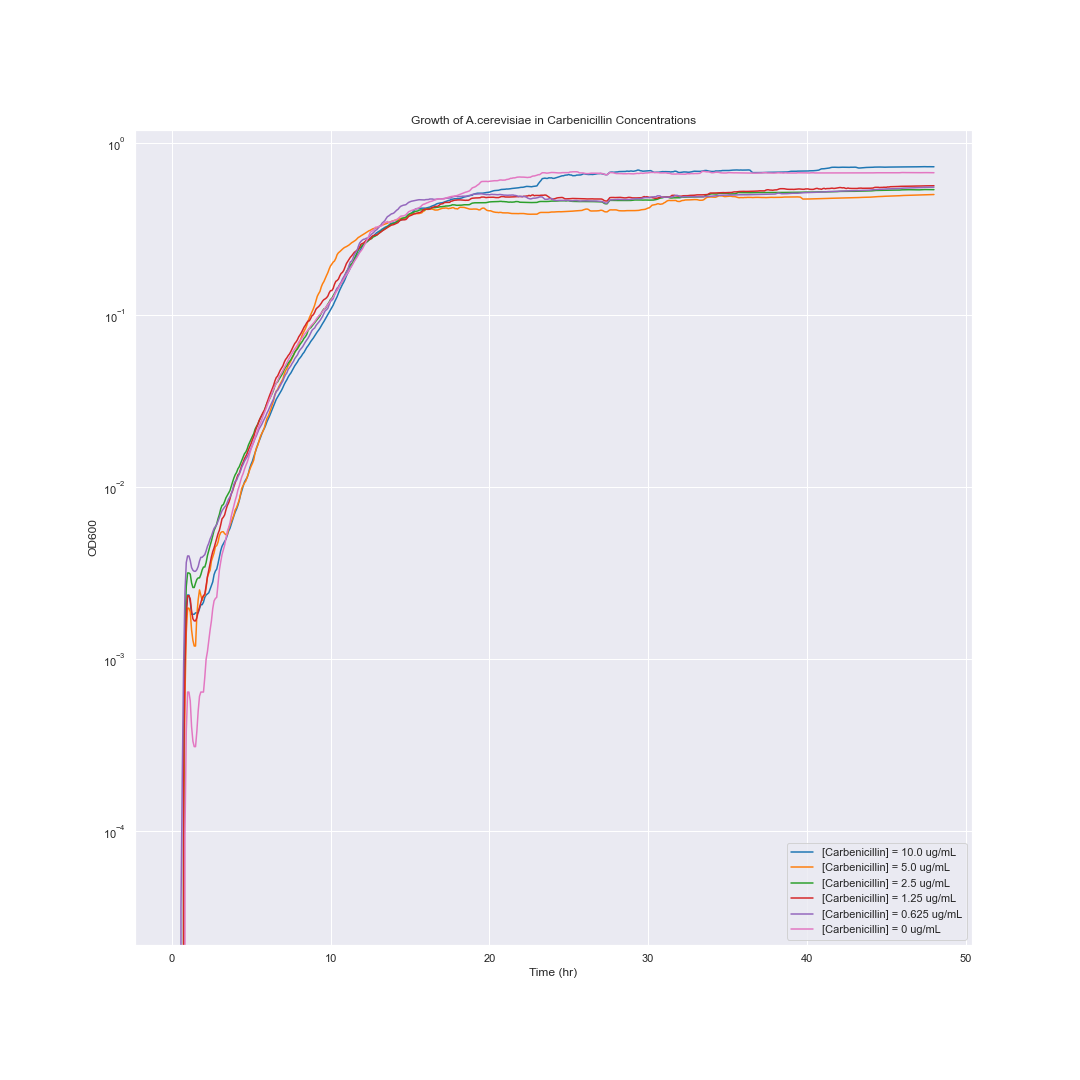 Growth of A.cerevisiae in Carbenicillin Concentrations
OD600
10⁰
10⁻¹
10⁻²
10⁻³
10⁻⁴
[Carbenicillin] = 10.0 ug/mL
[Carbenicillin] = 5.0 ug/mL
[Carbenicillin] = 2.5 ug/mL
[Carbenicillin] = 1.25 ug/mL
[Carbenicillin] = 0.625 ug/mL
[Carbenicillin] = 0 ug/mL
0 10 20 30 40 50
Time (hr)